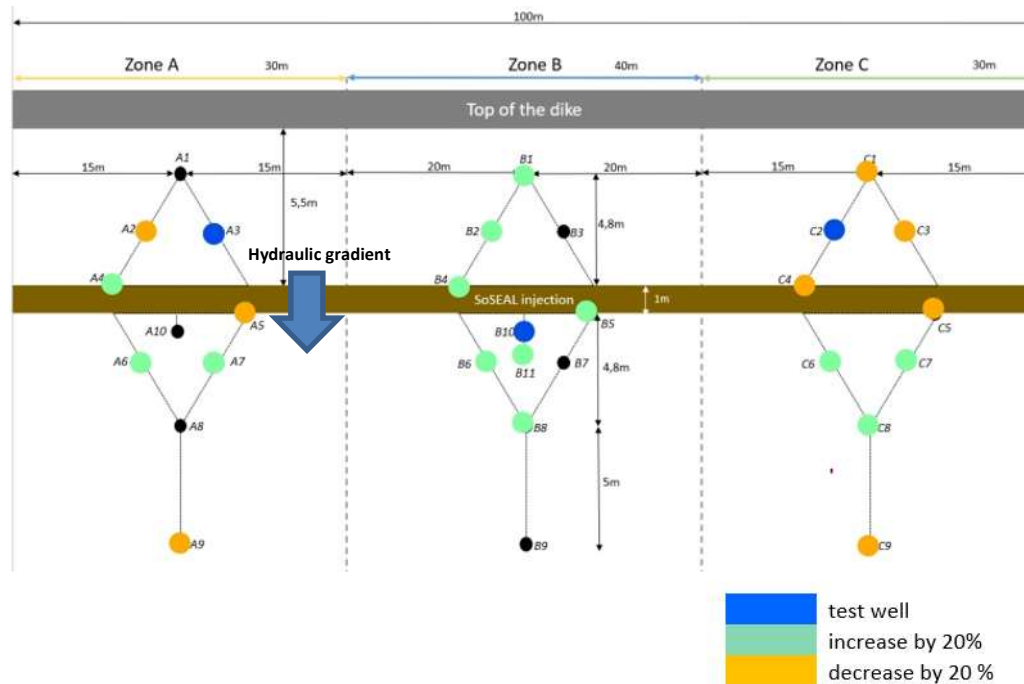 100m
Zone A 30m Zone B 40m Zone C 30m
Top of the dike
A1 B1 C1
15m 15m 20m 20m 15m 15m
5,5m 4,8m
A2 A3 B2 B3 C2 C3
Hydraulic gradient
A4 B4 C4
SoSEAL injection 1m
A5 B5 C5
A10 B10
A6 A7 B6 B11 B7 4,8m C6 C7
A8 B8 C8
5m
A9 B9 C9
test well
increase by 20%
decrease by 20 %